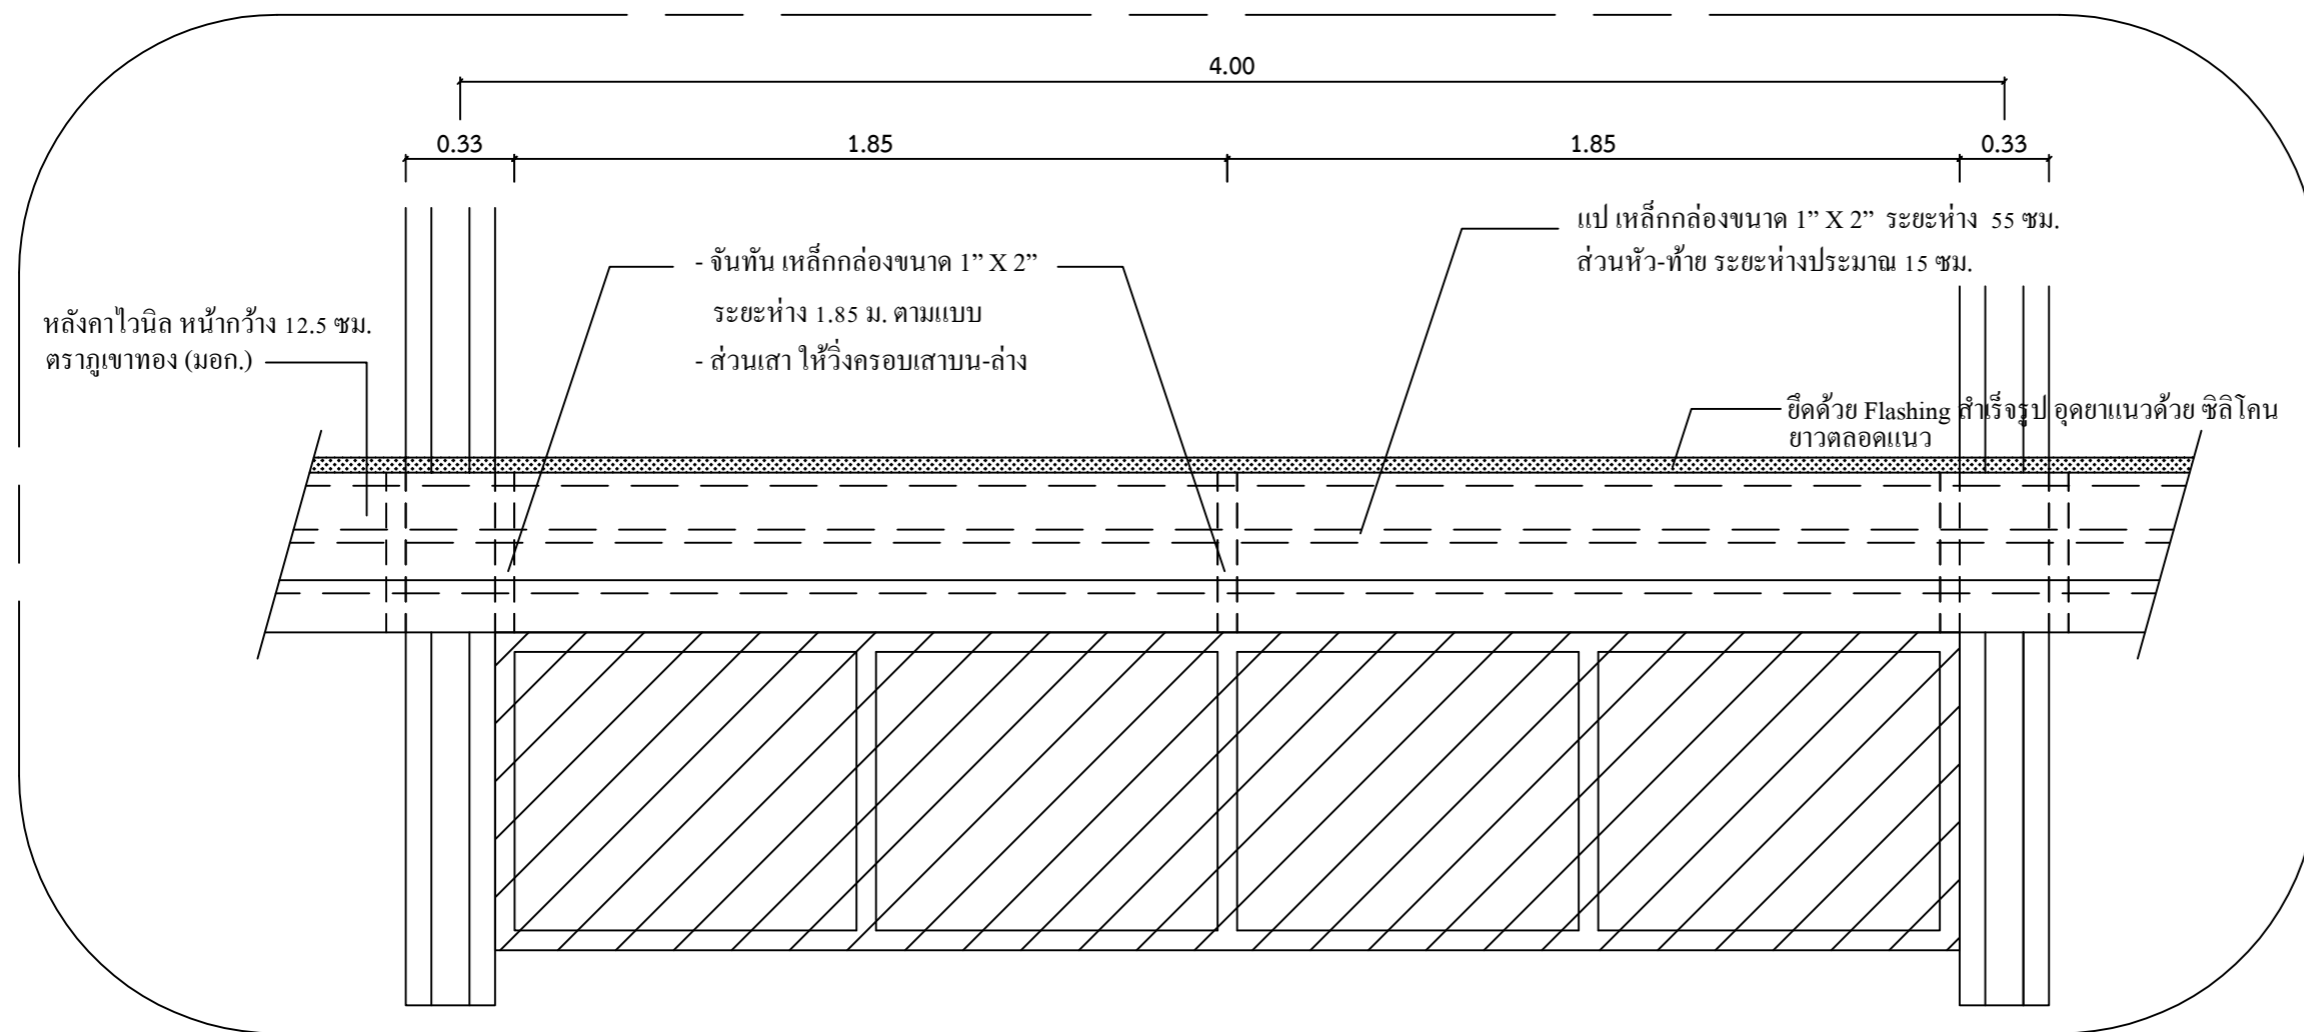 4.00
0.33
1.85
1.85
0.33
แป เหล็กกล่องขนาด 1” X 2” ระยะห่าง 55 ซม.
ส่วนหัว-ท้าย ระยะห่างประมาณ 15 ซม.
- จันทัน เหล็กกล่องขนาด 1” X 2”
ระยะห่าง 1.85 ม. ตามแบบ
- ส่วนเสา ให้วิ่งครอบเสาบน-ล่าง
หลังคาไวนิล หน้ากว้าง 12.5 ซม.
ตราภูเขาทอง (มอก.)
ยึดด้วย Flashing สำเร็จรูป อุดยาแนวด้วย ซิลิโคน
ยาวตลอดแนว